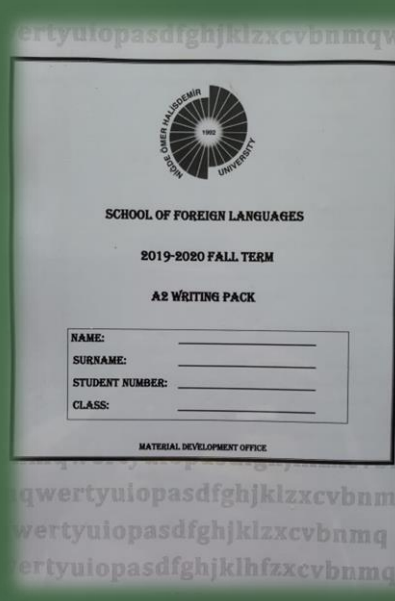 ertyuiopasdfghjklzxcvbnmqw
NİĞDE ÖMER HALİSDEMİR UNIVERSITY
1992
SCHOOL OF FOREIGN LANGUAGES
2019-2020 FALL TERM
A2 WRITING PACK
NAME:
SURNAME:
STUDENT NUMBER:
CLASS:
MATERIAL DEVELOPMENT OFFICE
qwertyuiopasdfghjklzxcvbnm
wertyuiopasdfghjklzxcvbnmq
ertyuiopasdfghjklhfzxcvbnmq